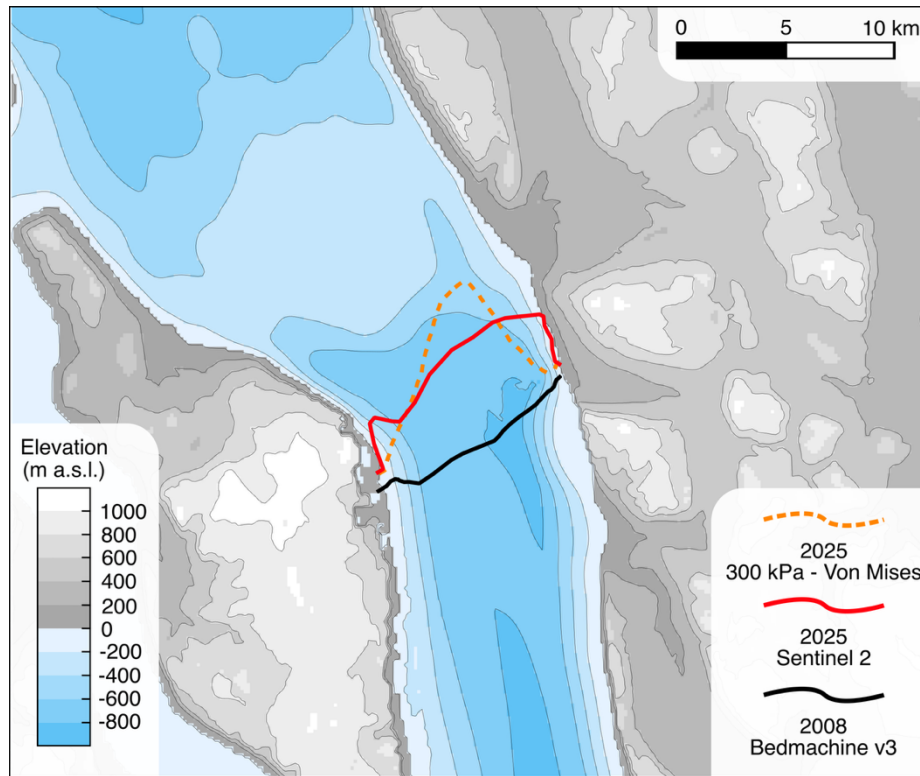 0 5 10 km
Elevation
(m a.s.l.)
1000
800
600
400
200
0
-200
-400
-600
-800
2025
300 kPa - Von Mises
2025
Sentinel 2
2008
Bedmachine v3